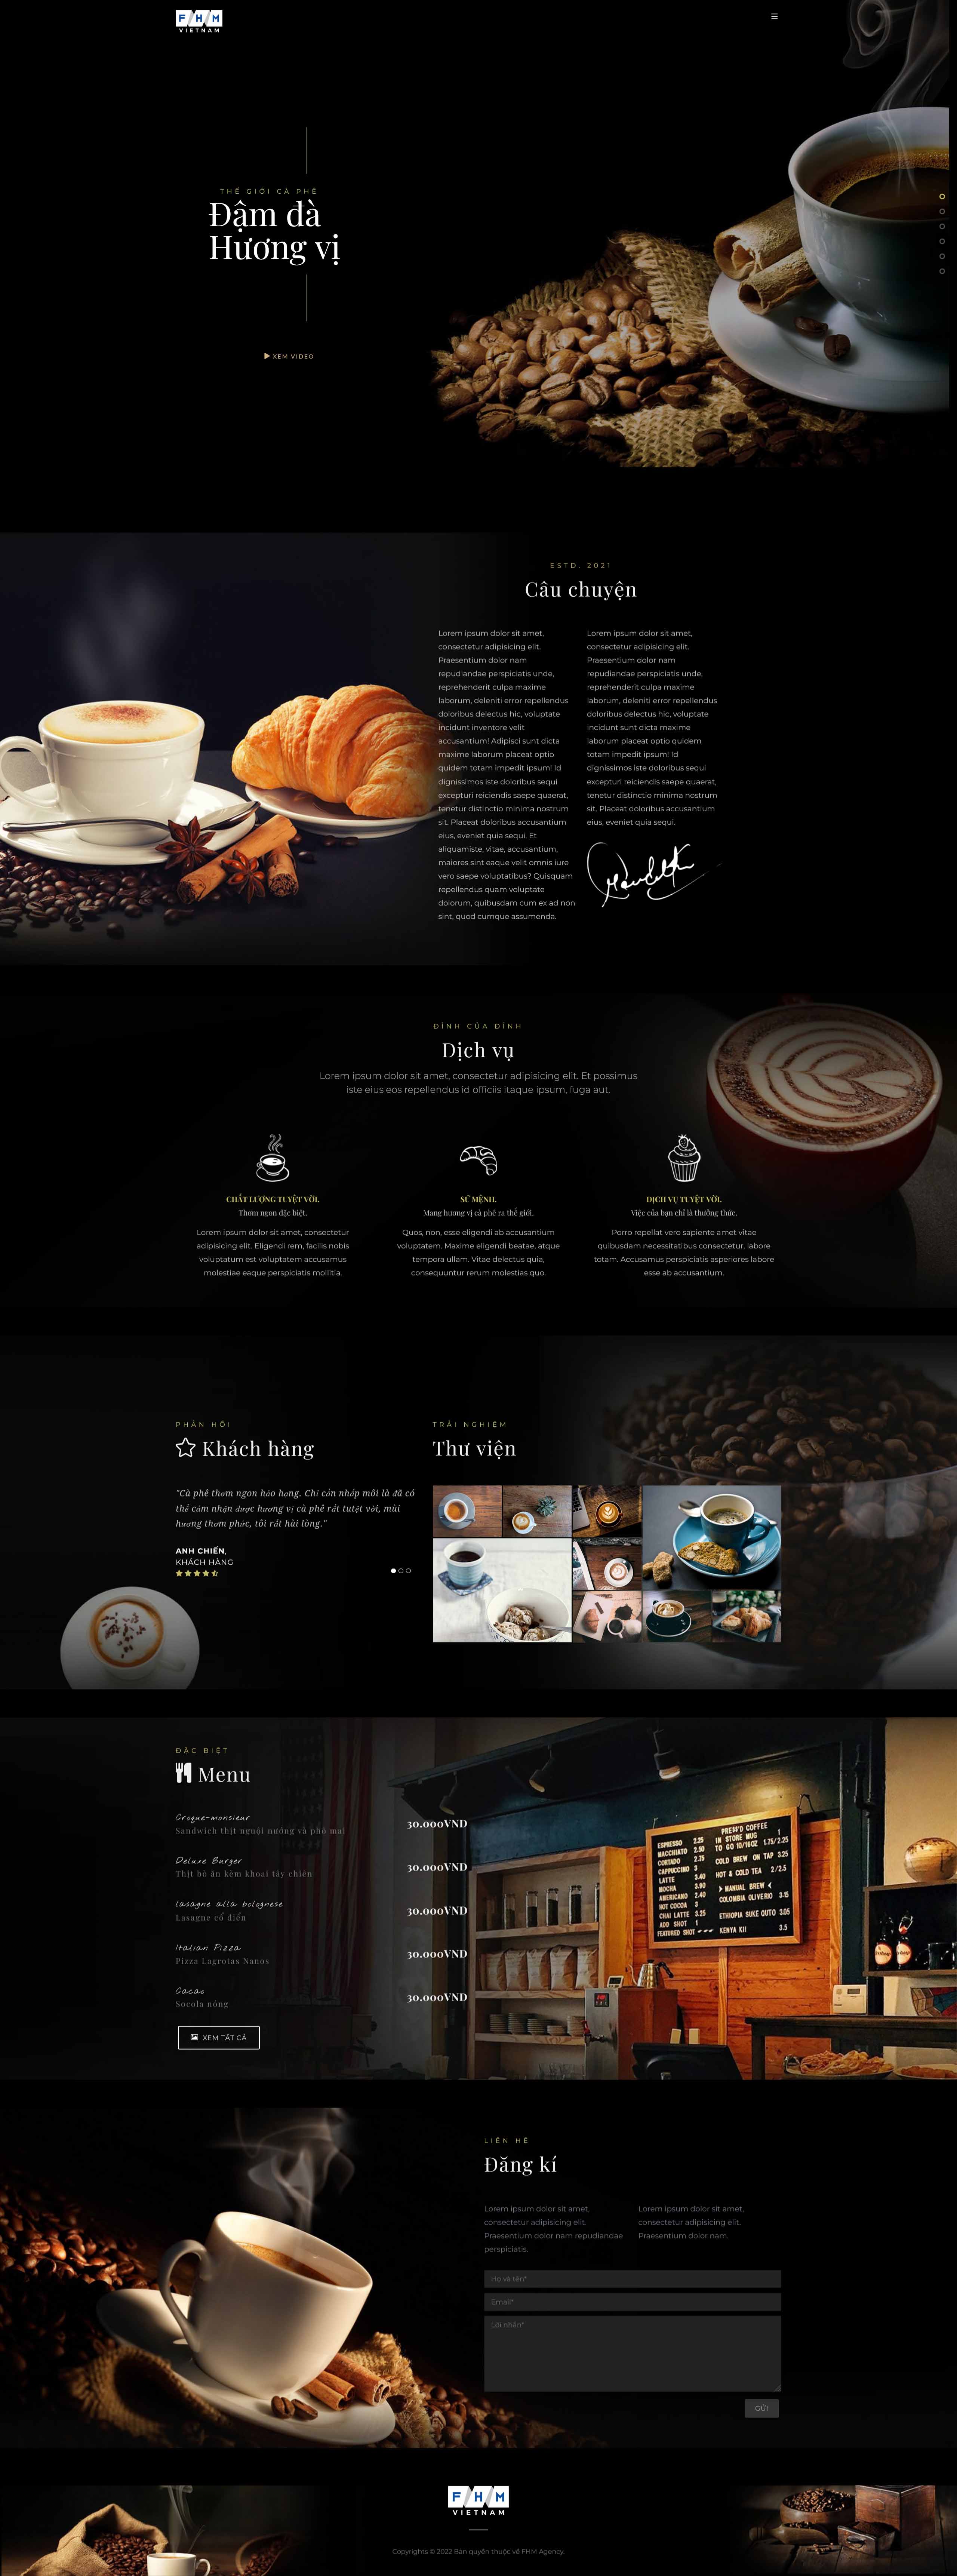 FHM
VIETNAM
THẾ GIỚI CÀ PHÊ
Đậm đà
Hương vị
XEM VIDEO
ESTD. 2021
Câu chuyện
Lorem ipsum dolor sit amet,
consectetur adipisicing elit.
Praesentium dolor nam
repudiandae perspiciatis unde,
reprehenderit culpa maxime
laborum, deleniti error repellendus
doloribus delectus hic, voluptate
incidunt inventore velit
accusantium! Adipisci sunt dicta
maxime laborum placeat optio
quidem totam impedit ipsum! Id
dignissimos iste doloribus sequi
excepturi reiciendis saepe quaerat,
tenetur distinctio minima nostrum
sit. Placeat doloribus accusantium
eius, eveniet quia sequi. Et
aliquamiste, vitae, accusantium,
maiores sint eaque velit omnis iure
vero saepe voluptatibus? Quisquam
repellendus quam voluptate
dolorum, quibusdam cum ex ad non
sint, quod cumque assumenda.
Lorem ipsum dolor sit amet,
consectetur adipisicing elit.
Praesentium dolor nam
repudiandae perspiciatis unde,
reprehenderit culpa maxime
laborum, deleniti error repellendus
doloribus delectus hic, voluptate
incidunt sunt dicta maxime
laborum placeat optio quidem
totam impedit ipsum! Id
dignissimos iste doloribus sequi
excepturi reiciendis saepe quaerat,
tenetur distinctio minima nostrum
sit. Placeat doloribus accusantium
eius, eveniet quia sequi.
ĐỈNH CỦA ĐỈNH
Dịch vụ
Lorem ipsum dolor sit amet, consectetur adipisicing elit. Et possimus
iste eius eos repellendus id officiis itaque ipsum, fuga aut.
CHẤT LƯỢNG TUYỆT VỜI.
Thơm ngon đặc biệt.
Lorem ipsum dolor sit amet, consectetur
adipisicing elit. Eligendi rem, facilis nobis
voluptatum est voluptatem accusamus
molestiae eaque perspiciatis mollitia.
SỨ MỆNH.
Mang hương vị cà phê ra thế giới.
Quos, non, esse eligendi ab accusantium
voluptatem. Maxime eligendi beatae, atque
tempora ullam. Vitae delectus quia,
consequuntur rerum molestias quo.
DỊCH VỤ TUYỆT VỜI.
Việc của bạn chỉ là thưởng thức.
Porro repellat vero sapiente amet vitae
quibusdam necessitatibus consectetur, labore
totam. Accusamus perspiciatis asperiores labore
esse ab accusantium.
PHẢN HỒI
Khách hàng
"Cà phê thơm ngon hảo hạng. Chỉ cần nhấp môi là đã có
thể cảm nhận được hương vị cà phê rất tutệt vời, mùi
hương thơm phức, tôi rất hài lòng."
ANH CHIẾN,
KHÁCH HÀNG
TRẢI NGHIỆM
Thư viện
ĐẶC BIỆT
Menu
Croque-monsieur
Sandwich thịt nguội nướng và phô mai
30.000VND
Deluxe Burger
Thịt bò ăn kèm khoai tây chiên
30.000VND
Lasagne alla bolognese
Lasagne cổ điển
30.000VND
Italian Pizza
Pizza Lagrotas Nanos
30.000VND
Cacao
Socola nóng
30.000VND
XEM TẤT CẢ
ESPRESSO 2.25
MACCHIATO 2.50
CORTADO 2.75
CAPPUCCINO 3
LATTE 3.40
MOCHA 3.90
AMERICANO 2.40
HOT COCOA 3
CHAI LATTE 3
ADD SHOT 1
FEATURED SHOT
PRESS'D VAC POTS
IN STORE MUG 2
TO GO 10/16OZ 1.75/2.25
COLD BREW ON TAP 3.25
HOT & COLD TEA 2/2.5
MANUAL BREW
COLOMBIA OLIVERIO 3.15
ETHIOPIA SUKE QUTO 3.05
KENYA KII 3.5
LIÊN HỆ
Đăng kí
Lorem ipsum dolor sit amet,
consectetur adipisicing elit.
Praesentium dolor nam repudiandae
perspiciatis.
Lorem ipsum dolor sit amet,
consectetur adipisicing elit.
Praesentium dolor nam.
Họ và tên*
Email*
Lời nhắn*
GỬI
FHM
VIETNAM
Copyrights © 2022 Bản quyền thuộc về FHM Agency.